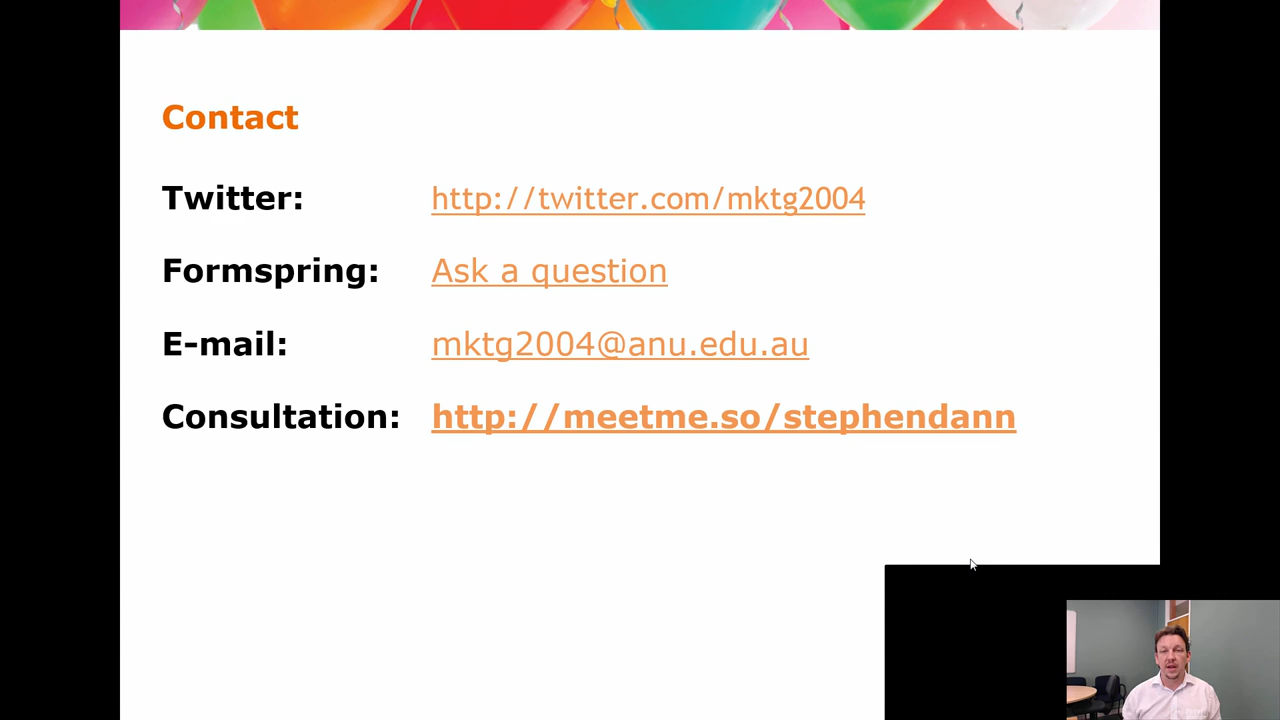 Contact
Twitter: http://twitter.com/mktg2004
Formspring: Ask a question
E-mail: mktg2004@anu.edu.au
Consultation: http://meetme.so/stephendann